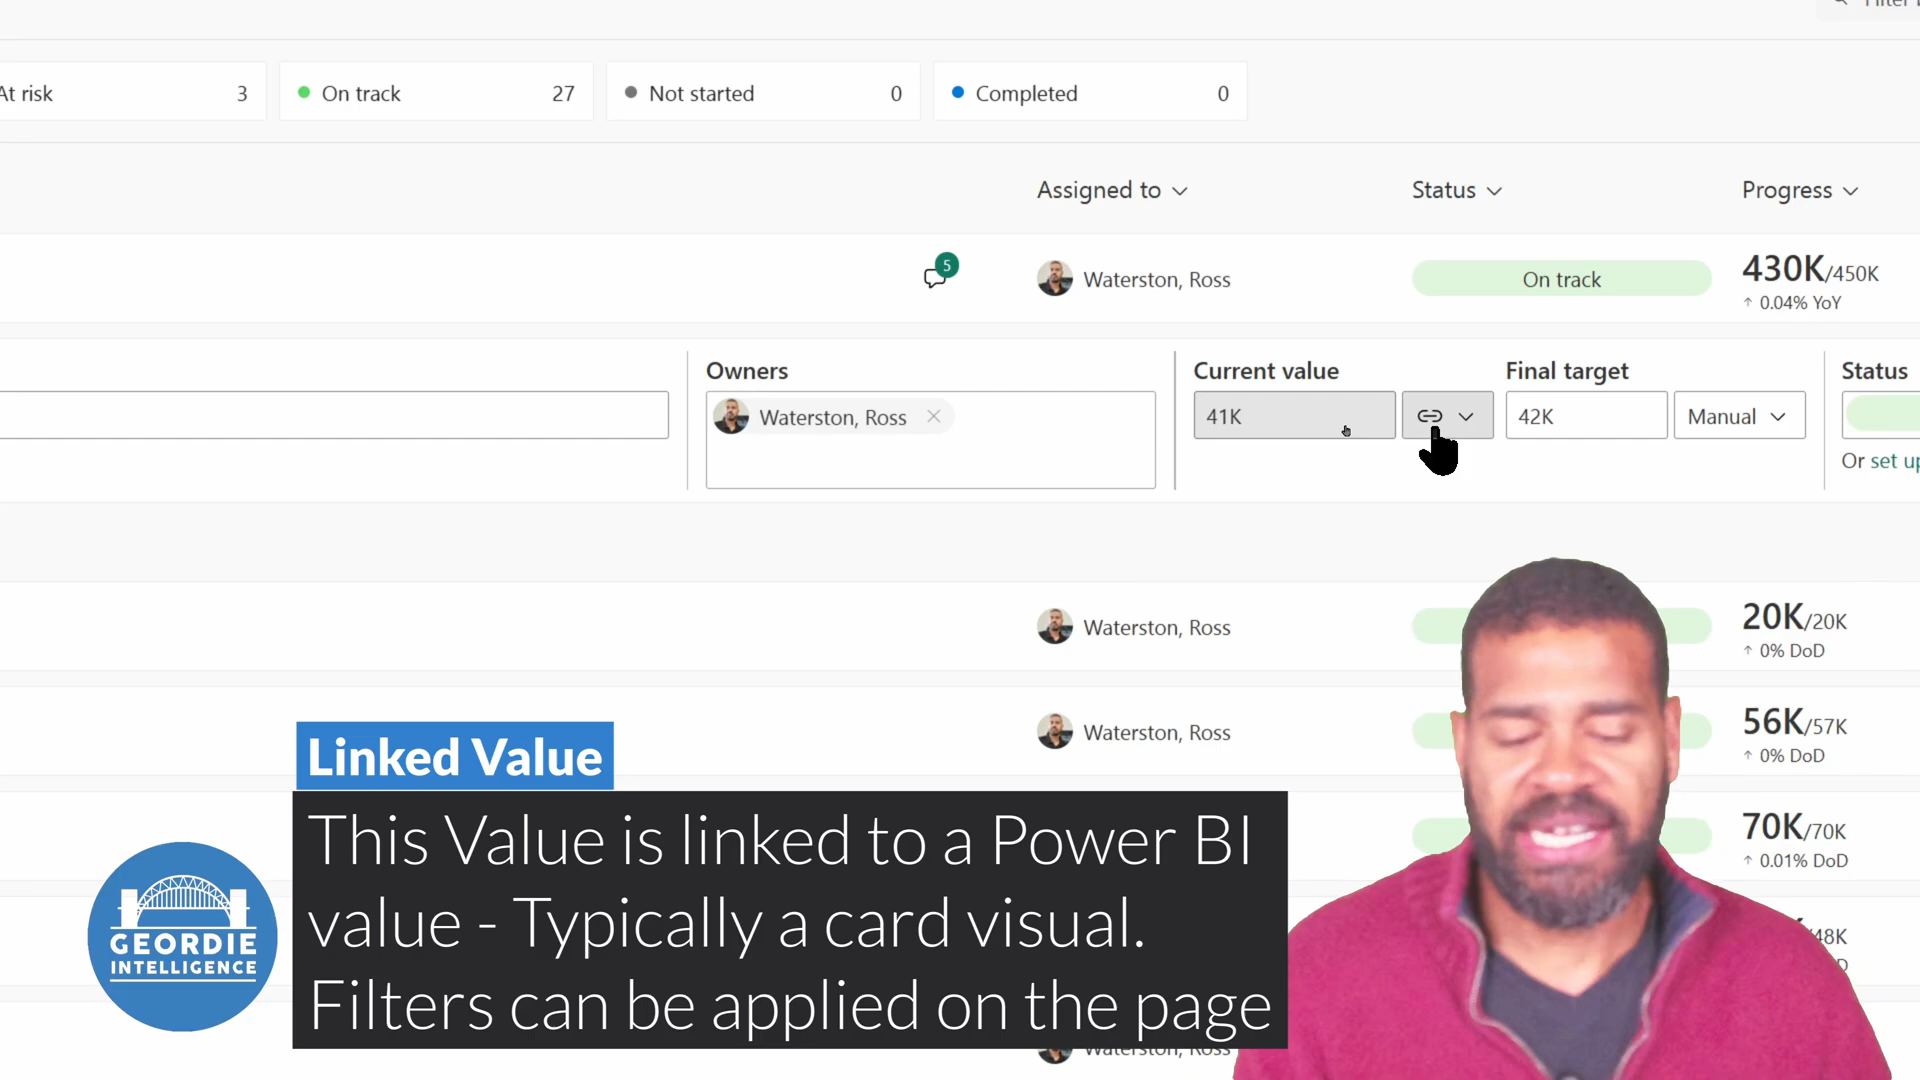 At risk 3 On track 27 Not started 0 Completed 0
Assigned to Status Progress
5 Waterston, Ross On track 430K/450K
↑ 0.04% YoY
Owners Current value Final target Status
Waterston, Ross 41K 42K Manual
Or set up
Waterston, Ross 20K/20K
↑ 0% DoD
Waterston, Ross 56K/57K
↑ 0% DoD
70K/70K
↑ 0.01% DoD
48K
Linked Value
This Value is linked to a Power BI
value - Typically a card visual.
Filters can be applied on the page
GEORDIE
INTELLIGENCE
Waterston, Ross